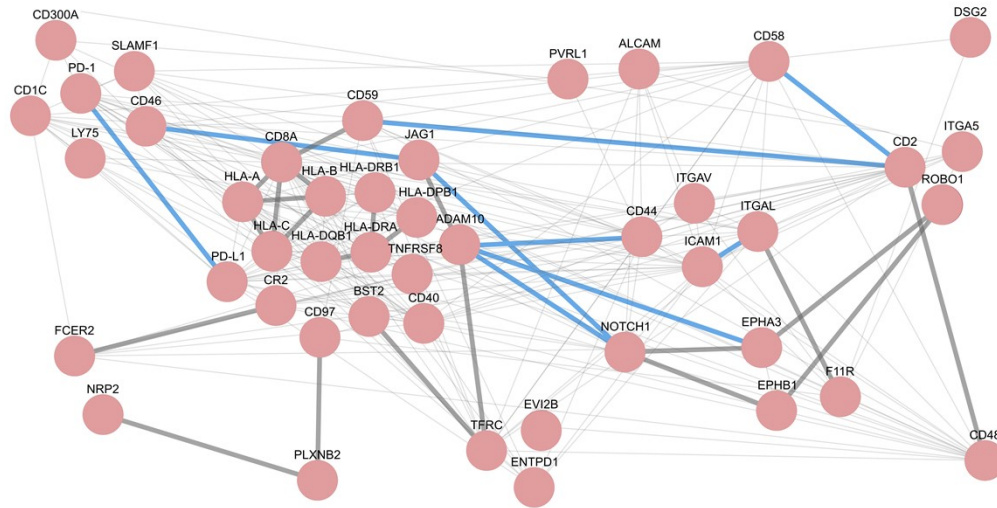 CD300A
DSG2
SLAMF1
PD-1
PVRL1
ALCAM
CD58
CD1C
CD46
CD59
LY75
CD8A
JAG1
CD2
ITGA5
HLA-A
HLA-B
HLA-DRB1
ROBO1
HLA-DPB1
ITGAV
ITGAL
HLA-C
HLA-DQB1
HLA-DRA
ADAM10
CD44
TNFRSF8
ICAM1
PD-L1
CR2
BST2
CD40
CD97
FCER2
NOTCH1
EPHA3
EPHB1
F11R
NRP2
EVI2B
TFRC
CD48
PLXNB2
ENTPD1